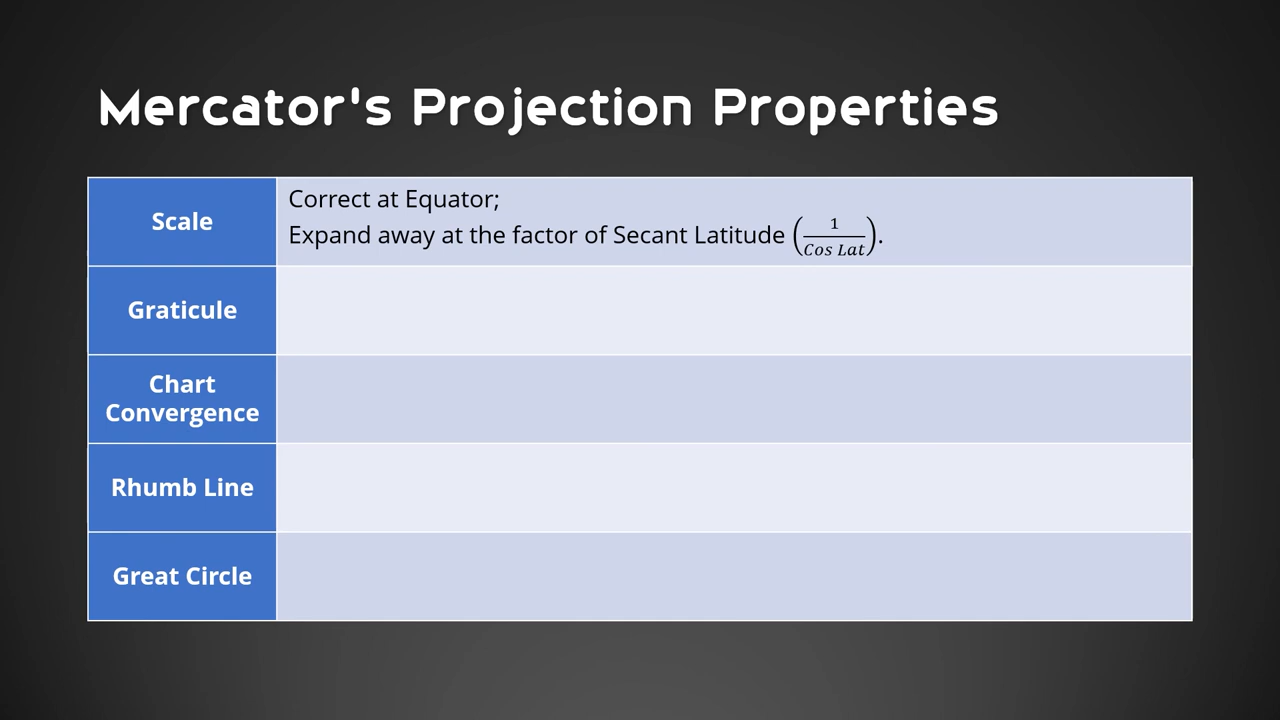 Mercator's Projection Properties
Scale
Correct at Equator;
Expand away at the factor of Secant Latitude (1/Cos Lat).
Graticule
Chart
Convergence
Rhumb Line
Great Circle